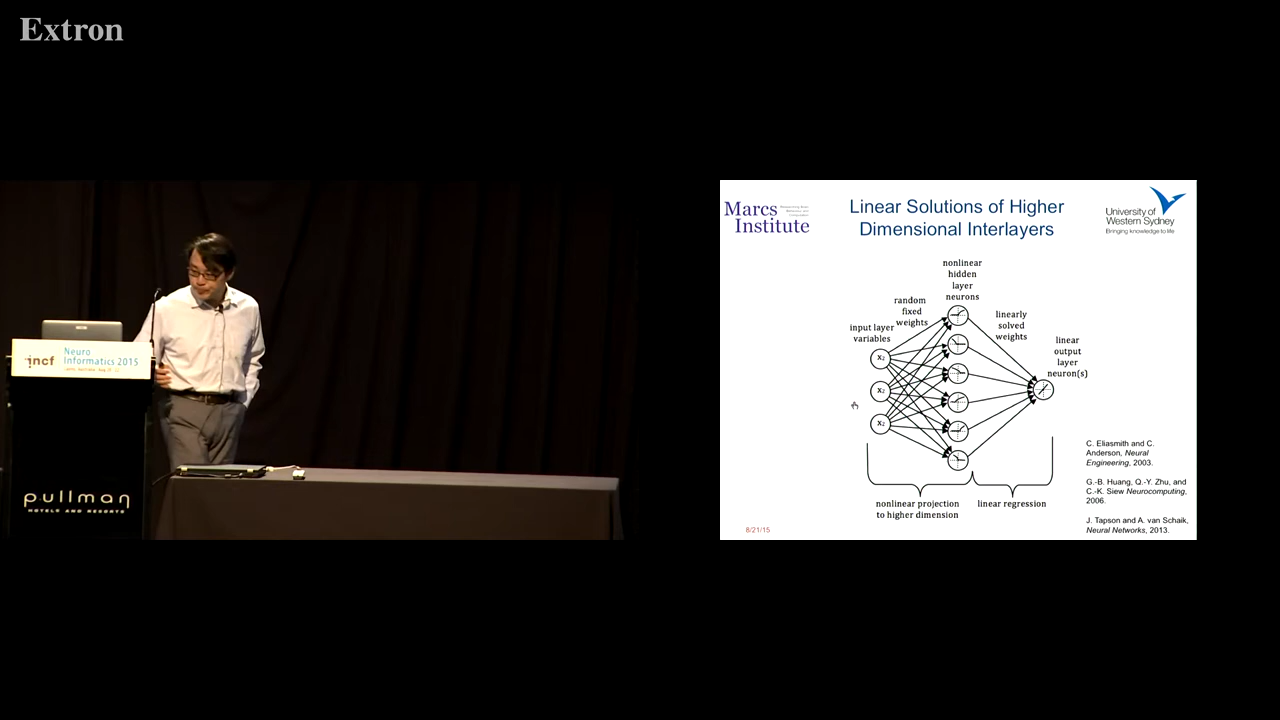 Extron
incf
Neuro
Informatics 2015
pullman
HOTELS AND RESORTS
Marcs
Institute
Linear Solutions of Higher
Dimensional Interlayers
University of
Western Sydney
Bringing knowledge to life
nonlinear
hidden
layer
neurons
random
fixed
weights
input layer
variables
linearly
solved
weights
linear
output
layer
neuron(s)
x₂
x₂
x₂
nonlinear projection
to higher dimension
linear regression
C. Eliasmith and C.
Anderson, Neural
Engineering, 2003.
G.-B. Huang, Q.-Y. Zhu, and
C.-K. Siew Neurocomputing,
2006.
J. Tapson and A. van Schaik,
Neural Networks, 2013.
8/21/15